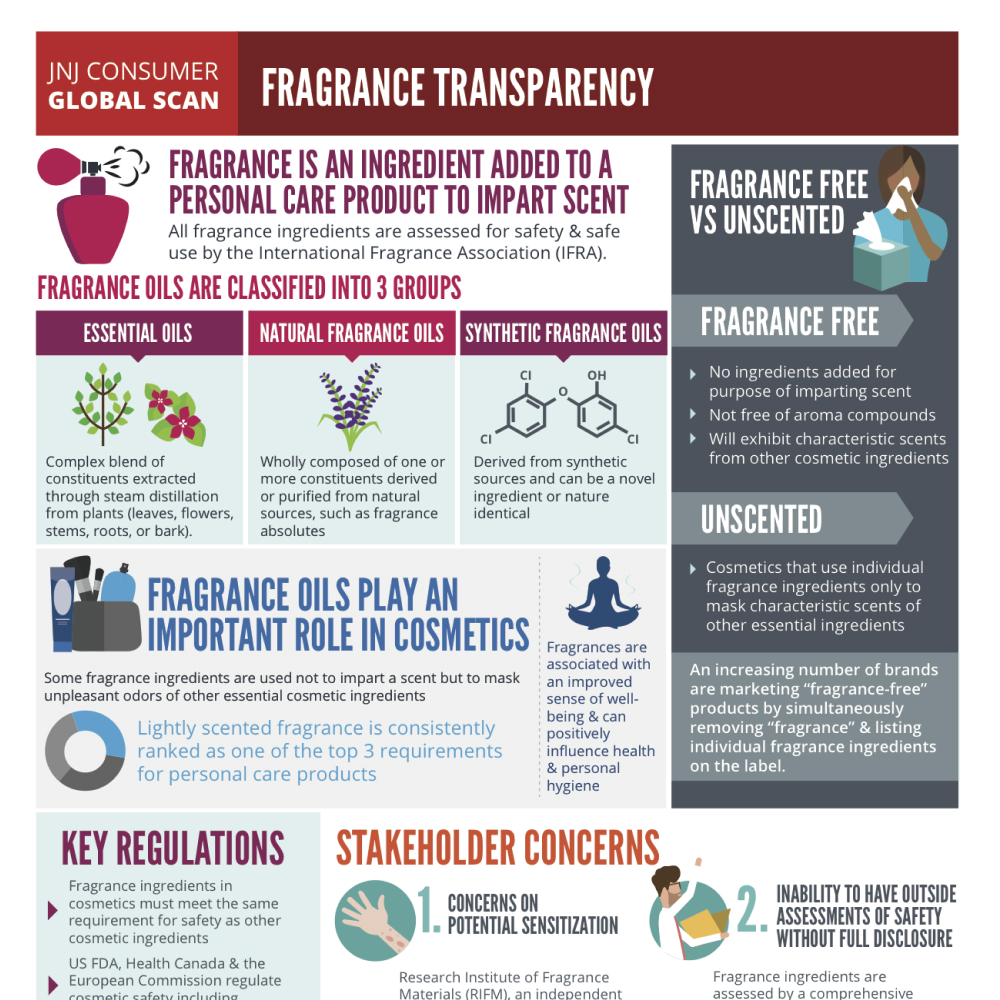 JNJ CONSUMER
GLOBAL SCAN
FRAGRANCE TRANSPARENCY
FRAGRANCE IS AN INGREDIENT ADDED TO A
PERSONAL CARE PRODUCT TO IMPART SCENT
All fragrance ingredients are assessed for safety & safe
use by the International Fragrance Association (IFRA).
FRAGRANCE OILS ARE CLASSIFIED INTO 3 GROUPS
ESSENTIAL OILS
Complex blend of
constituents extracted
through steam distillation
from plants (leaves, flowers,
stems, roots, or bark).
NATURAL FRAGRANCE OILS
Wholly composed of one or
more constituents derived
or purified from natural
sources, such as fragrance
absolutes
SYNTHETIC FRAGRANCE OILS
Cl
OH
O
Cl
Cl
Derived from synthetic
sources and can be a novel
ingredient or nature
identical
FRAGRANCE OILS PLAY AN
IMPORTANT ROLE IN COSMETICS
Some fragrance ingredients are used not to impart a scent but to mask
unpleasant odors of other essential cosmetic ingredients
Lightly scented fragrance is consistently
ranked as one of the top 3 requirements
for personal care products
Fragrances are
associated with
an improved
sense of well-
being & can
positively
influence health
& personal
hygiene
FRAGRANCE FREE
VS UNSCENTED
FRAGRANCE FREE
No ingredients added for
purpose of imparting scent
Not free of aroma compounds
Will exhibit characteristic scents
from other cosmetic ingredients
UNSCENTED
Cosmetics that use individual
fragrance ingredients only to
mask characteristic scents of
other essential ingredients
An increasing number of brands
are marketing “fragrance-free”
products by simultaneously
removing “fragrance” & listing
individual fragrance ingredients
on the label.
KEY REGULATIONS
Fragrance ingredients in
cosmetics must meet the same
requirement for safety as other
cosmetic ingredients
US FDA, Health Canada & the
European Commission regulate
cosmetic safety including
STAKEHOLDER CONCERNS
1. CONCERNS ON
POTENTIAL SENSITIZATION
Research Institute of Fragrance
Materials (RIFM), an independent
2. INABILITY TO HAVE OUTSIDE
ASSESSMENTS OF SAFETY
WITHOUT FULL DISCLOSURE
Fragrance ingredients are
assessed by a comprehensive